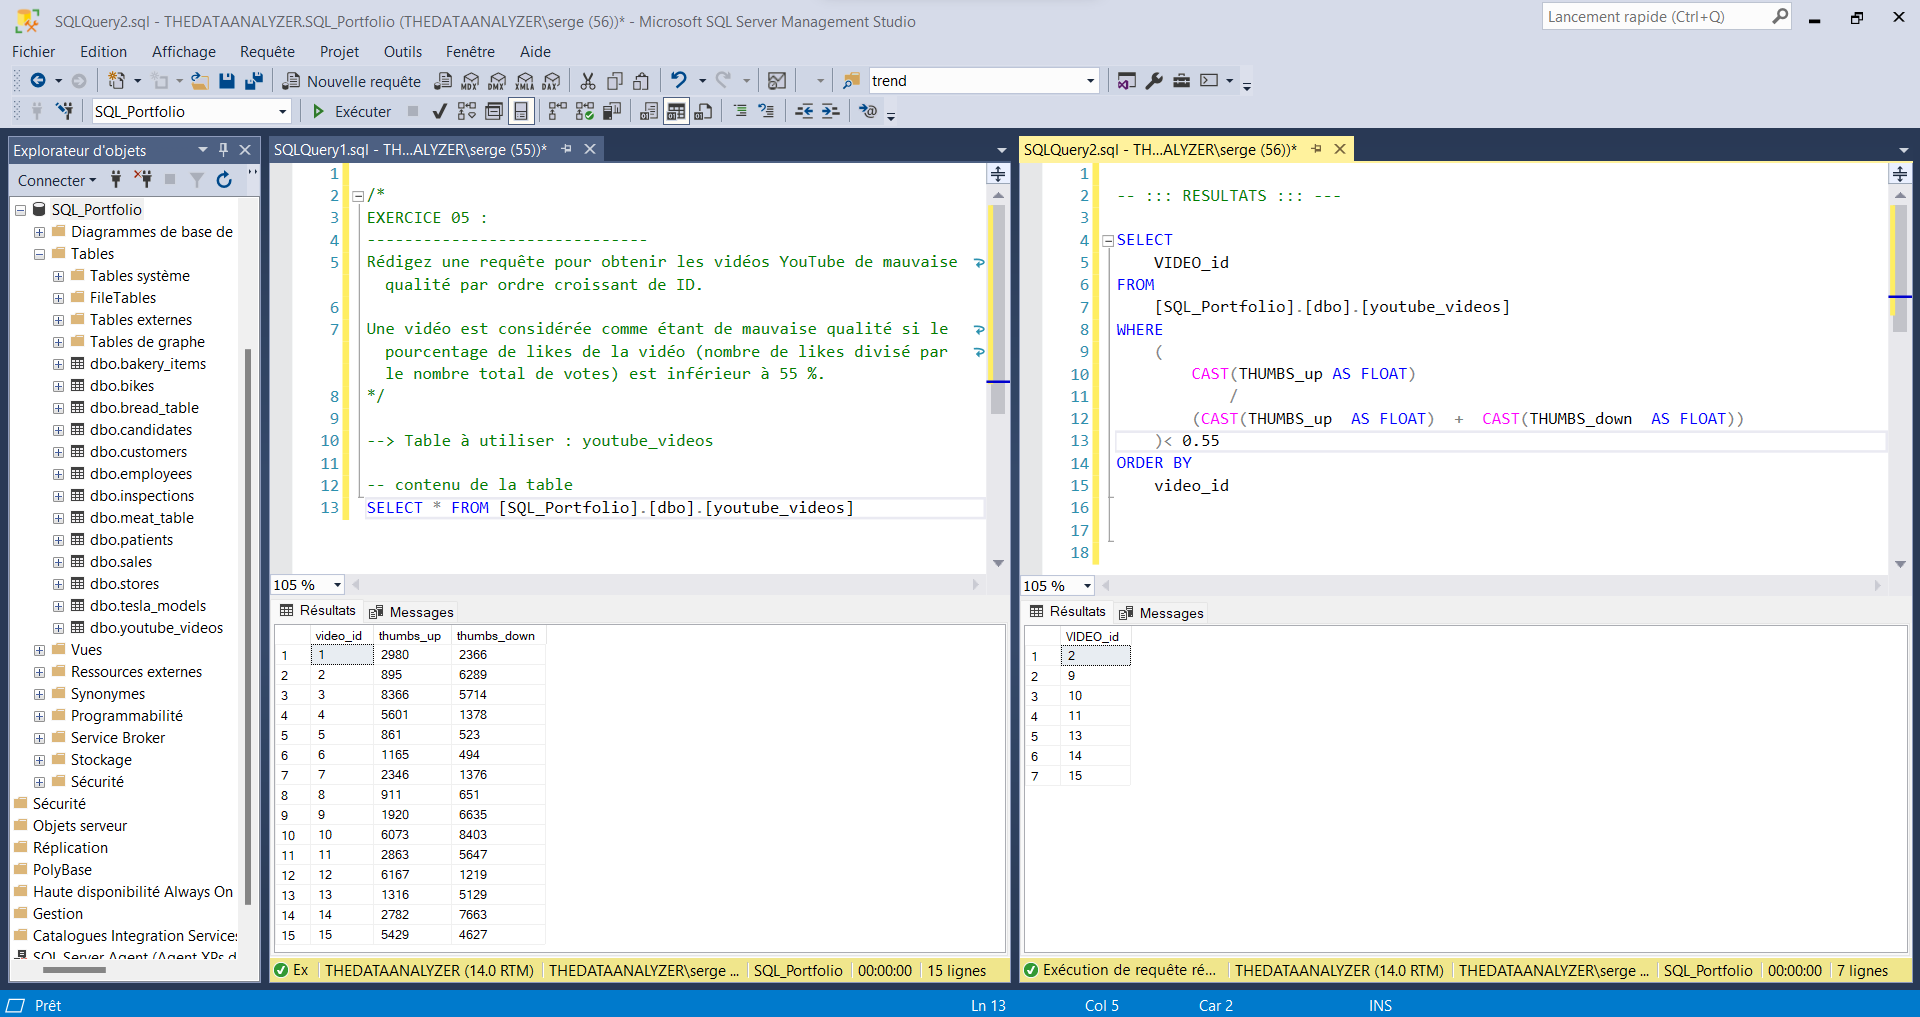 SQLQuery2.sql - THEDATAANALYZER.SQL_Portfolio (THEDATAANALYZER\serge (56))* - Microsoft SQL Server Management Studio
Lancement rapide (Ctrl+Q)
Fichier Edition Affichage Requête Projet Outils Fenêtre Aide
Nouvelle requête MDX DMX XMLA DAX trend
SQL_Portfolio Exécuter
Explorateur d'objets
Connecter
SQL_Portfolio
Diagrammes de base de
Tables
Tables système
FileTables
Tables externes
Tables de graphe
dbo.bakery_items
dbo.bikes
dbo.bread_table
dbo.candidates
dbo.customers
dbo.employees
dbo.inspections
dbo.meat_table
dbo.patients
dbo.sales
dbo.stores
dbo.tesla_models
dbo.youtube_videos
Vues
Ressources externes
Synonymes
Programmabilité
Service Broker
Stockage
Sécurité
Sécurité
Objets serveur
Réplication
PolyBase
Haute disponibilité Always On
Gestion
Catalogues Integration Services
SQL Server Agent (Agent XPs d
SQLQuery1.sql - TH...ALYZER\serge (55))*
1
2 /*
3 EXERCICE 05 :
4 ------------------------------
5 Rédigez une requête pour obtenir les vidéos YouTube de mauvaise
qualité par ordre croissant de ID.
6
7 Une vidéo est considérée comme étant de mauvaise qualité si le
pourcentage de likes de la vidéo (nombre de likes divisé par
le nombre total de votes) est inférieur à 55 %.
8 */
9
10 --> Table à utiliser : youtube_videos
11
12 -- contenu de la table
13 SELECT * FROM [SQL_Portfolio].[dbo].[youtube_videos]
105 %
Résultats Messages
video_id thumbs_up thumbs_down
1 1 2980 2366
2 2 895 6289
3 3 8366 5714
4 4 5601 1378
5 5 861 523
6 6 1165 494
7 7 2346 1376
8 8 911 651
9 9 1920 6635
10 10 6073 8403
11 11 2863 5647
12 12 6167 1219
13 13 1316 5129
14 14 2782 7663
15 15 5429 4627
Ex THEDATAANALYZER (14.0 RTM) THEDATAANALYZER\serge ... SQL_Portfolio 00:00:00 15 lignes
SQLQuery2.sql - TH...ALYZER\serge (56))*
1
2 -- ::: RESULTATS ::: ---
3
4 SELECT
5 VIDEO_id
6 FROM
7 [SQL_Portfolio].[dbo].[youtube_videos]
8 WHERE
9 (
10 CAST(THUMBS_up AS FLOAT)
11 /
12 (CAST(THUMBS_up AS FLOAT) + CAST(THUMBS_down AS FLOAT))
13 )< 0.55
14 ORDER BY
15 video_id
16
17
18
105 %
Résultats Messages
VIDEO_id
1 2
2 9
3 10
4 11
5 13
6 14
7 15
Exécution de requête ré... THEDATAANALYZER (14.0 RTM) THEDATAANALYZER\serge ... SQL_Portfolio 00:00:00 7 lignes
Prêt Ln 13 Col 5 Car 2 INS